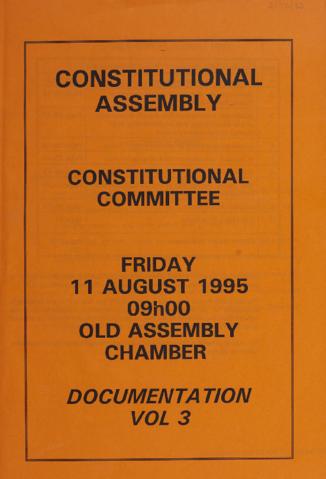 CONSTITUTIONAL
ASSEMBLY
CONSTITUTIONAL
COMMITTEE
FRIDAY
11 AUGUST 1995
09h00
OLD ASSEMBLY
CHAMBER
DOCUMENTATION
VOL 3